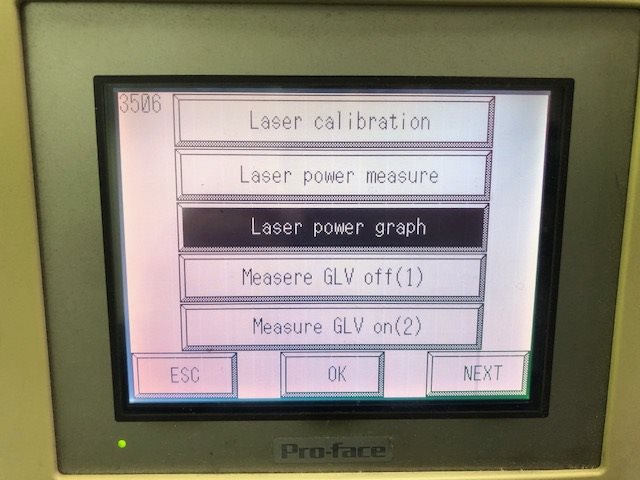 3506
Laser calibration
Laser power measure
Laser power graph
Measere GLV off(1)
Measure GLV on(2)
ESC OK NEXT
Pro-face